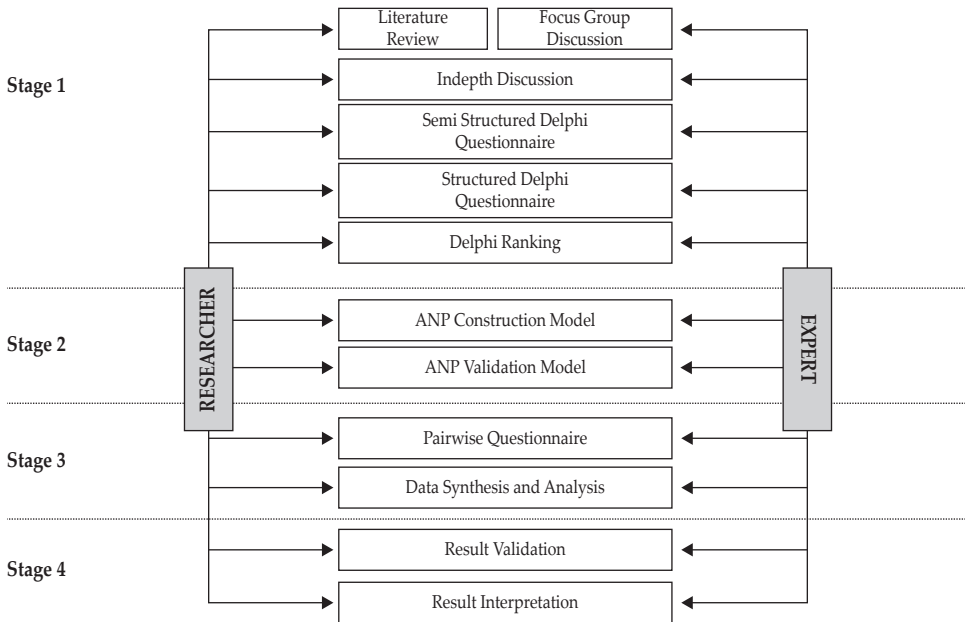 Literature
Review
Focus Group
Discussion
Stage 1
Indepth Discussion
Semi Structured Delphi
Questionnaire
Structured Delphi
Questionnaire
Delphi Ranking
RESEARCHER
EXPERT
Stage 2
ANP Construction Model
ANP Validation Model
Stage 3
Pairwise Questionnaire
Data Synthesis and Analysis
Stage 4
Result Validation
Result Interpretation